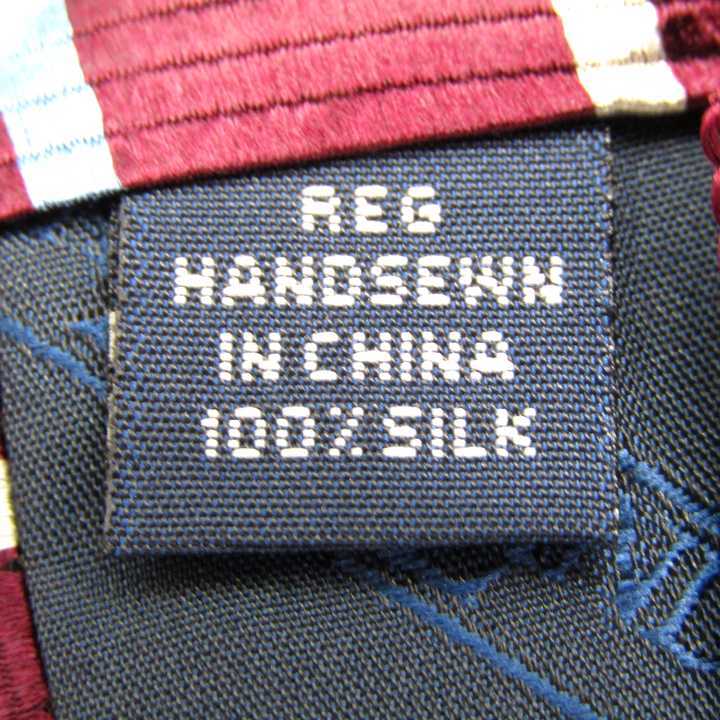 REG
HANDSEWN
IN CHINA
100% SILK